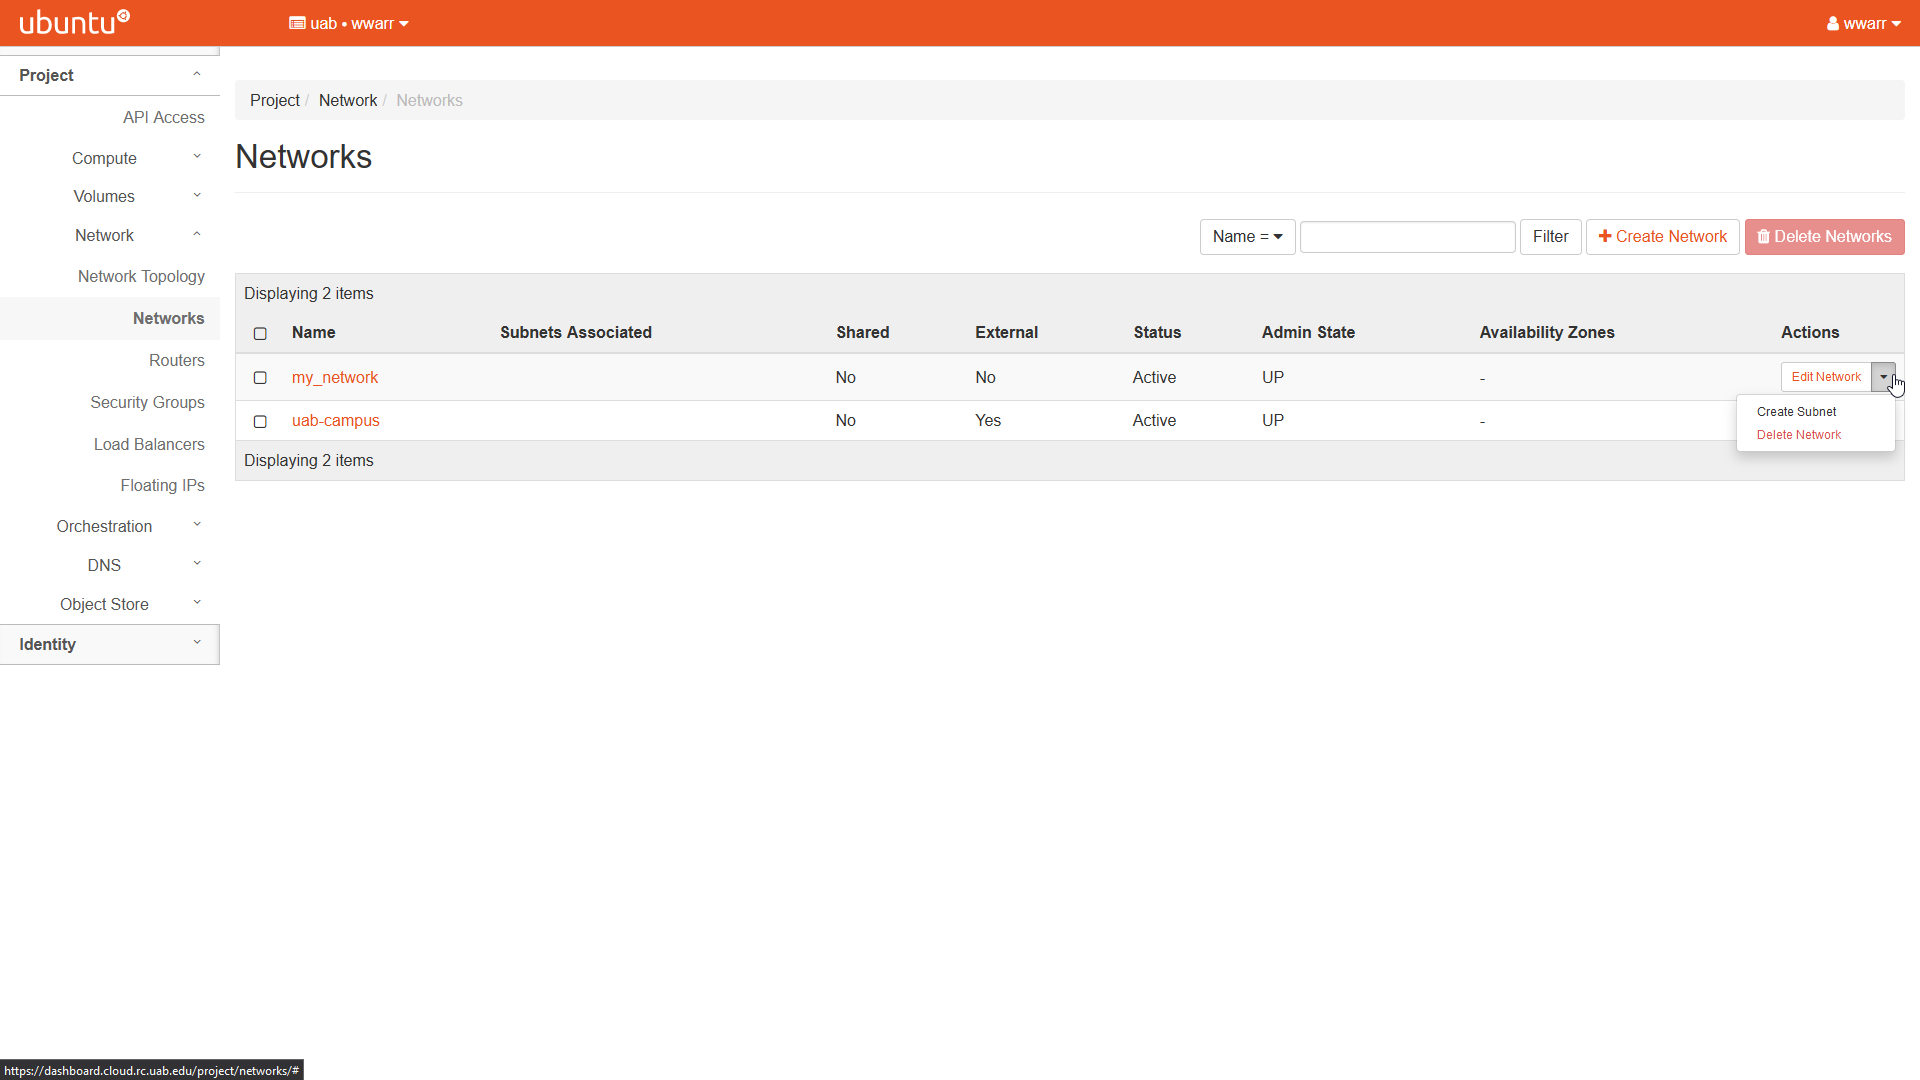 ubuntu
uab • wwarr
wwarr
Project
API Access
Compute
Volumes
Network
Network Topology
Networks
Routers
Security Groups
Load Balancers
Floating IPs
Orchestration
DNS
Object Store
Identity
Project / Network / Networks
Networks
Name =
Filter
Create Network
Delete Networks
Displaying 2 items
Name Subnets Associated Shared External Status Admin State Availability Zones Actions
my_network No No Active UP - Edit Network
uab-campus No Yes Active UP -
Create Subnet
Delete Network
Displaying 2 items
https://dashboard.cloud.rc.uab.edu/project/networks/#